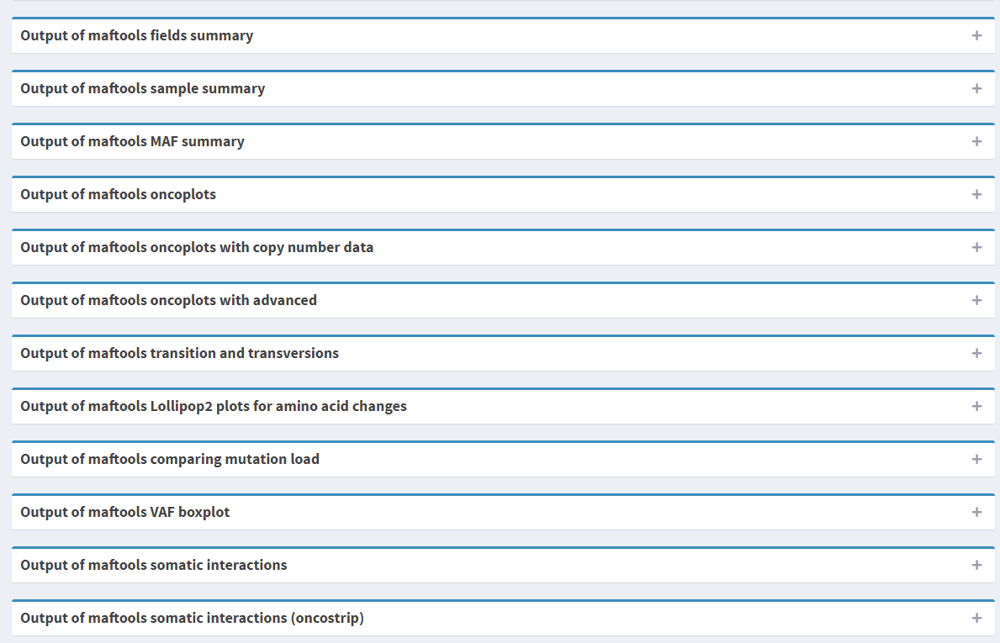 Output of maftools fields summary
Output of maftools sample summary
Output of maftools MAF summary
Output of maftools oncoplots
Output of maftools oncoplots with copy number data
Output of maftools oncoplots with advanced
Output of maftools transition and transversions
Output of maftools Lollipop2 plots for amino acid changes
Output of maftools comparing mutation load
Output of maftools VAF boxplot
Output of maftools somatic interactions
Output of maftools somatic interactions (oncostrip)